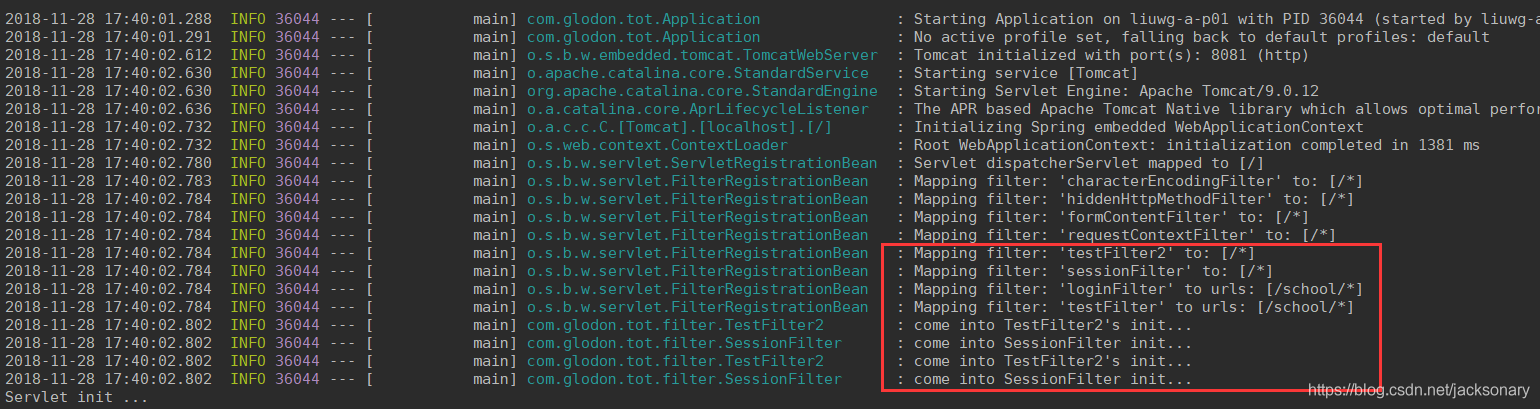 2018-11-28 17:40:01.288  INFO 36044 --- [           main] com.glodon.tot.Application               : Starting Application on liuwg-a-p01 with PID 36044 (started by liuwg-a
2018-11-28 17:40:01.291  INFO 36044 --- [           main] com.glodon.tot.Application               : No active profile set, falling back to default profiles: default
2018-11-28 17:40:02.612  INFO 36044 --- [           main] o.s.b.w.embedded.tomcat.TomcatWebServer  : Tomcat initialized with port(s): 8081 (http)
2018-11-28 17:40:02.630  INFO 36044 --- [           main] o.apache.catalina.core.StandardService   : Starting service [Tomcat]
2018-11-28 17:40:02.630  INFO 36044 --- [           main] org.apache.catalina.core.StandardEngine  : Starting Servlet Engine: Apache Tomcat/9.0.12
2018-11-28 17:40:02.636  INFO 36044 --- [           main] o.a.catalina.core.AprLifecycleListener   : The APR based Apache Tomcat Native library which allows optimal perfor
2018-11-28 17:40:02.732  INFO 36044 --- [           main] o.a.c.c.C.[Tomcat].[localhost].[/]       : Initializing Spring embedded WebApplicationContext
2018-11-28 17:40:02.732  INFO 36044 --- [           main] o.s.web.context.ContextLoader            : Root WebApplicationContext: initialization completed in 1381 ms
2018-11-28 17:40:02.780  INFO 36044 --- [           main] o.s.b.w.servlet.ServletRegistrationBean  : Servlet dispatcherServlet mapped to [/]
2018-11-28 17:40:02.783  INFO 36044 --- [           main] o.s.b.w.servlet.FilterRegistrationBean   : Mapping filter: 'characterEncodingFilter' to: [/*]
2018-11-28 17:40:02.784  INFO 36044 --- [           main] o.s.b.w.servlet.FilterRegistrationBean   : Mapping filter: 'hiddenHttpMethodFilter' to: [/*]
2018-11-28 17:40:02.784  INFO 36044 --- [           main] o.s.b.w.servlet.FilterRegistrationBean   : Mapping filter: 'formContentFilter' to: [/*]
2018-11-28 17:40:02.784  INFO 36044 --- [           main] o.s.b.w.servlet.FilterRegistrationBean   : Mapping filter: 'requestContextFilter' to: [/*]
2018-11-28 17:40:02.784  INFO 36044 --- [           main] o.s.b.w.servlet.FilterRegistrationBean   : Mapping filter: 'testFilter2' to: [/*]
2018-11-28 17:40:02.784  INFO 36044 --- [           main] o.s.b.w.servlet.FilterRegistrationBean   : Mapping filter: 'sessionFilter' to: [/*]
2018-11-28 17:40:02.784  INFO 36044 --- [           main] o.s.b.w.servlet.FilterRegistrationBean   : Mapping filter: 'loginFilter' to urls: [/school/*]
2018-11-28 17:40:02.784  INFO 36044 --- [           main] o.s.b.w.servlet.FilterRegistrationBean   : Mapping filter: 'testFilter' to urls: [/school/*]
2018-11-28 17:40:02.802  INFO 36044 --- [           main] com.glodon.tot.filter.TestFilter2        : come into TestFilter2's init...
2018-11-28 17:40:02.802  INFO 36044 --- [           main] com.glodon.tot.filter.SessionFilter      : come into SessionFilter init...
2018-11-28 17:40:02.802  INFO 36044 --- [           main] com.glodon.tot.filter.TestFilter2        : come into TestFilter2's init...
2018-11-28 17:40:02.802  INFO 36044 --- [           main] com.glodon.tot.filter.SessionFilter      : come into SessionFilter init...
Servlet init ...
https://blog.csdn.net/jacksonary